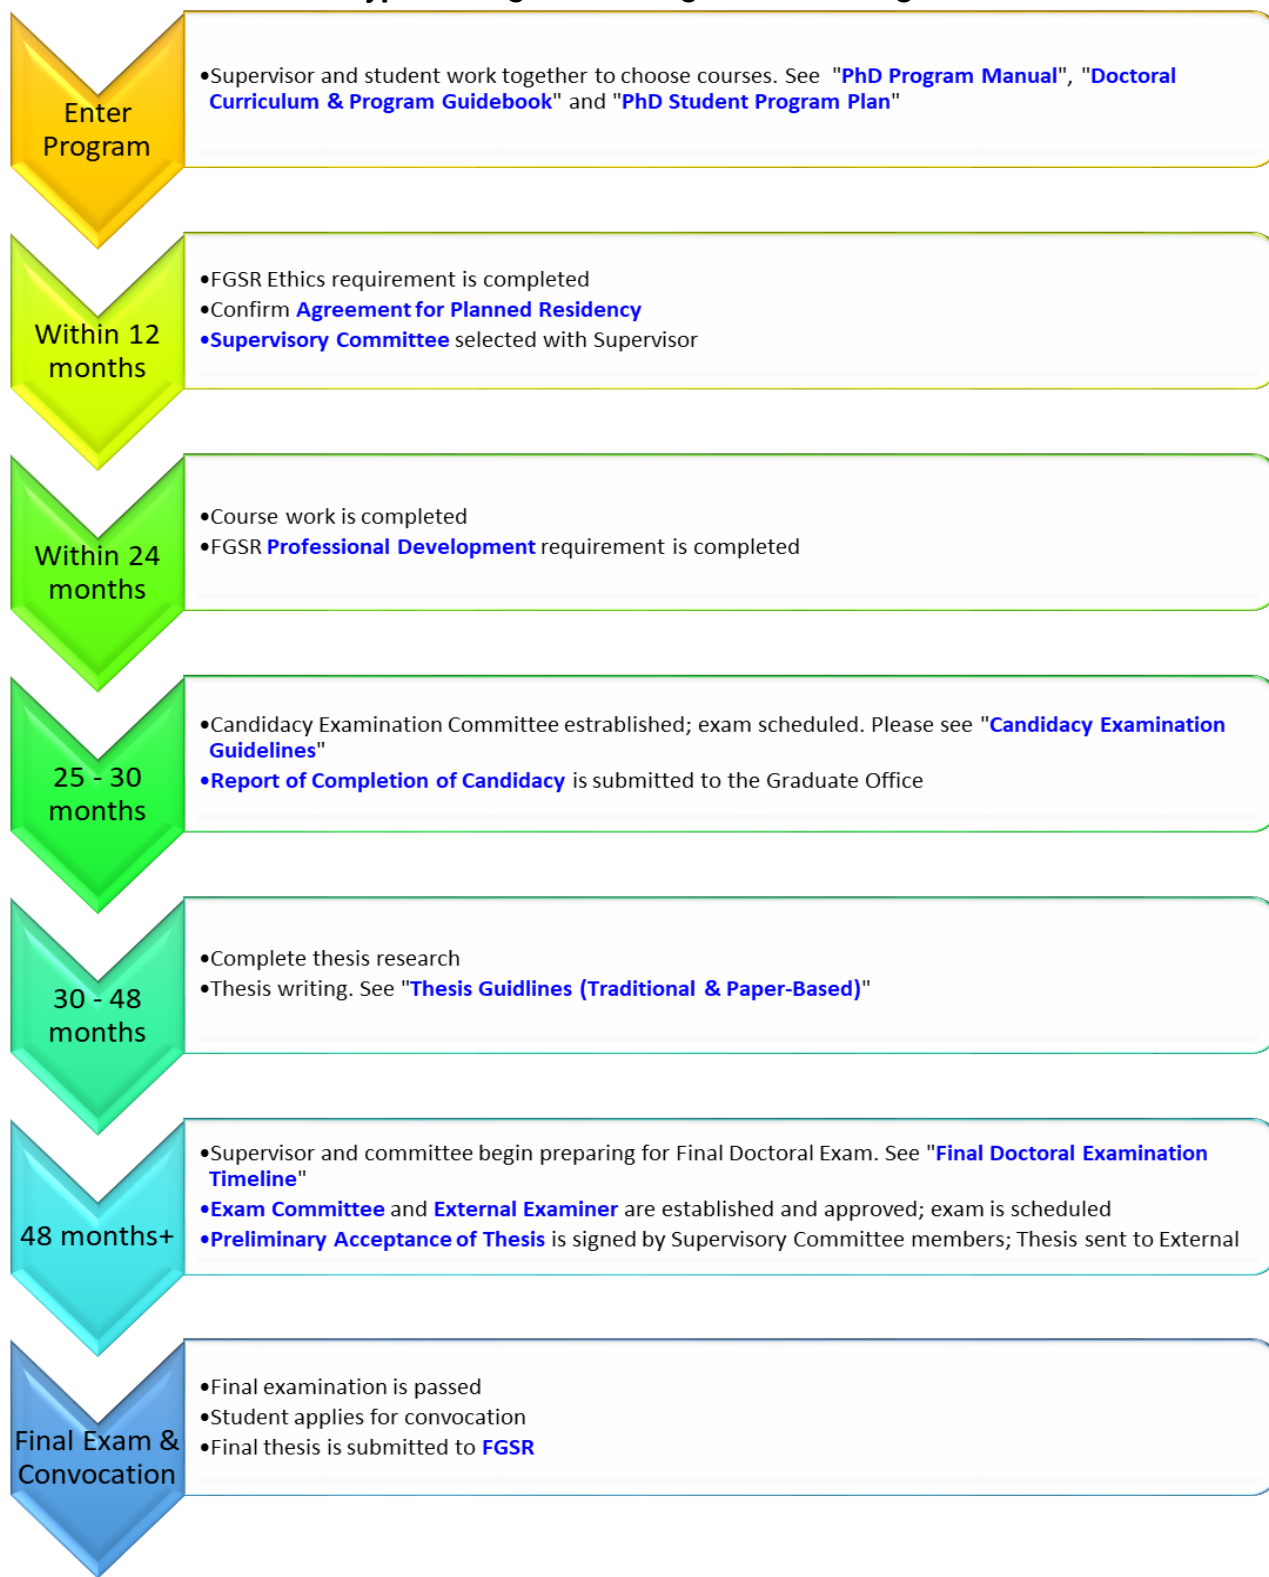 Enter
Program
•Supervisor and student work together to choose courses. See  "PhD Program Manual", "Doctoral
Curriculum & Program Guidebook" and "PhD Student Program Plan"
Within 12
months
•FGSR Ethics requirement is completed
•Confirm Agreement for Planned Residency
•Supervisory Committee selected with Supervisor
Within 24
months
•Course work is completed
•FGSR Professional Development requirement is completed
25 - 30
months
•Candidacy Examination Committee estrablished; exam scheduled. Please see "Candidacy Examination
Guidelines"
•Report of Completion of Candidacy is submitted to the Graduate Office
30 - 48
months
•Complete thesis research
•Thesis writing. See "Thesis Guidlines (Traditional & Paper-Based)"
48 months+
•Supervisor and committee begin preparing for Final Doctoral Exam. See "Final Doctoral Examination
Timeline"
•Exam Committee and External Examiner are established and approved; exam is scheduled
•Preliminary Acceptance of Thesis is signed by Supervisory Committee members; Thesis sent to External
Final Exam &
Convocation
•Final examination is passed
•Student applies for convocation
•Final thesis is submitted to FGSR